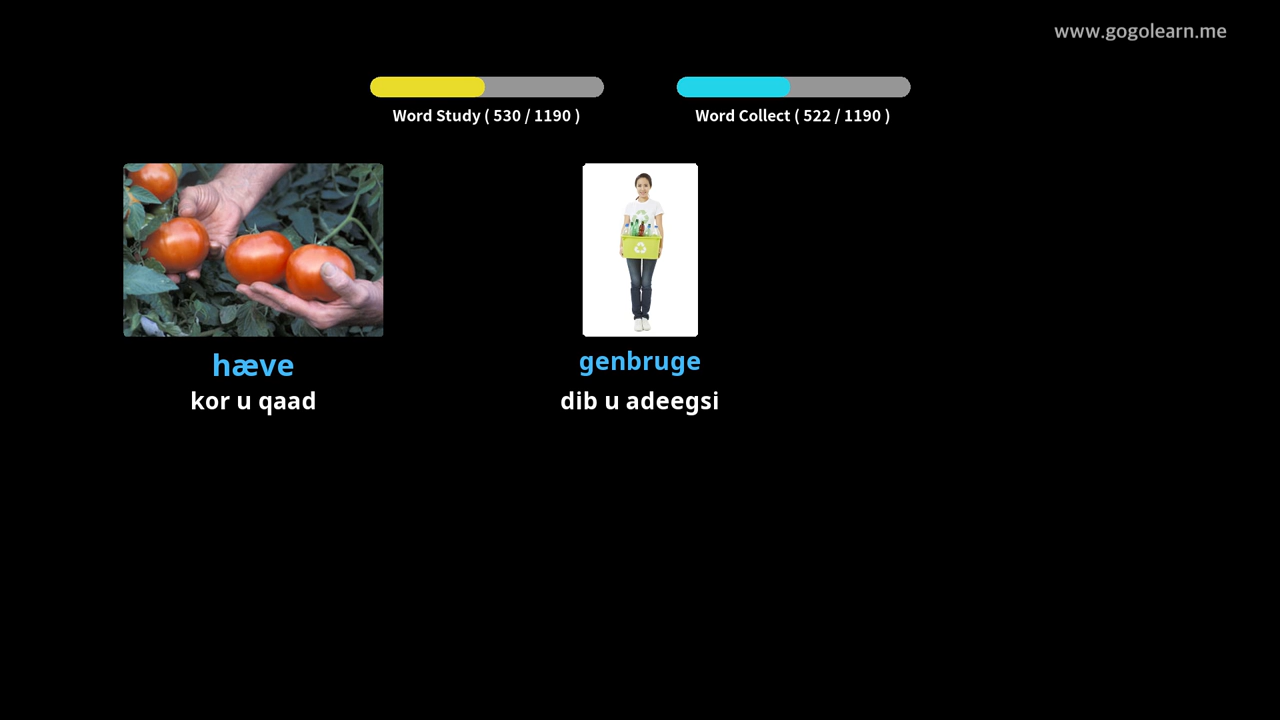 www.gogolearn.me
Word Study ( 530 / 1190 )
Word Collect ( 522 / 1190 )
hæve
kor u qaad
genbruge
dib u adeegsi